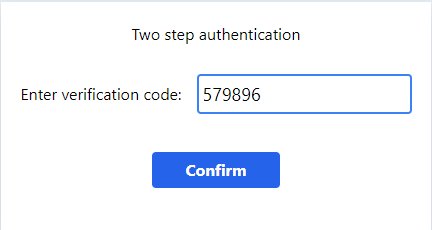 Two step authentication
Enter verification code: 579896
Confirm